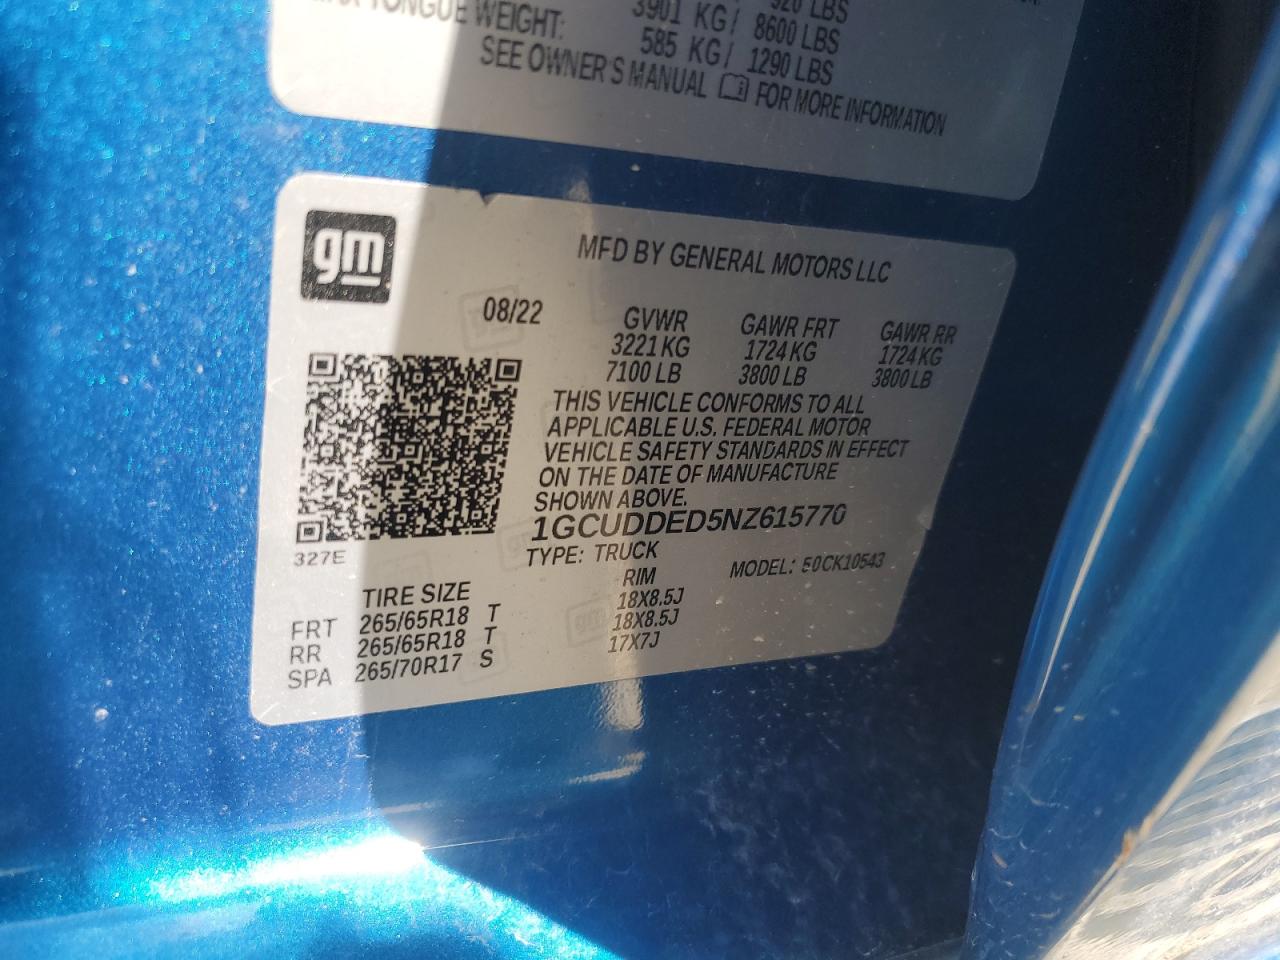 920 LBS
TONGUE WEIGHT: 3901 KG/ 8600 LBS
585 KG/ 1290 LBS
SEE OWNER'S MANUAL FOR MORE INFORMATION
gm
MFD BY GENERAL MOTORS LLC
08/22
GVWR GAWR FRT GAWR RR
3221 KG 1724 KG 1724 KG
7100 LB 3800 LB 3800 LB
THIS VEHICLE CONFORMS TO ALL
APPLICABLE U.S. FEDERAL MOTOR
VEHICLE SAFETY STANDARDS IN EFFECT
ON THE DATE OF MANUFACTURE
SHOWN ABOVE.
1GCUDDED5NZ615770
327E
TYPE: TRUCK MODEL: CK10543
TIRE SIZE RIM
FRT 265/65R18 T 18X8.5J
RR 265/65R18 T 18X8.5J
SPA 265/70R17 S 17X7J